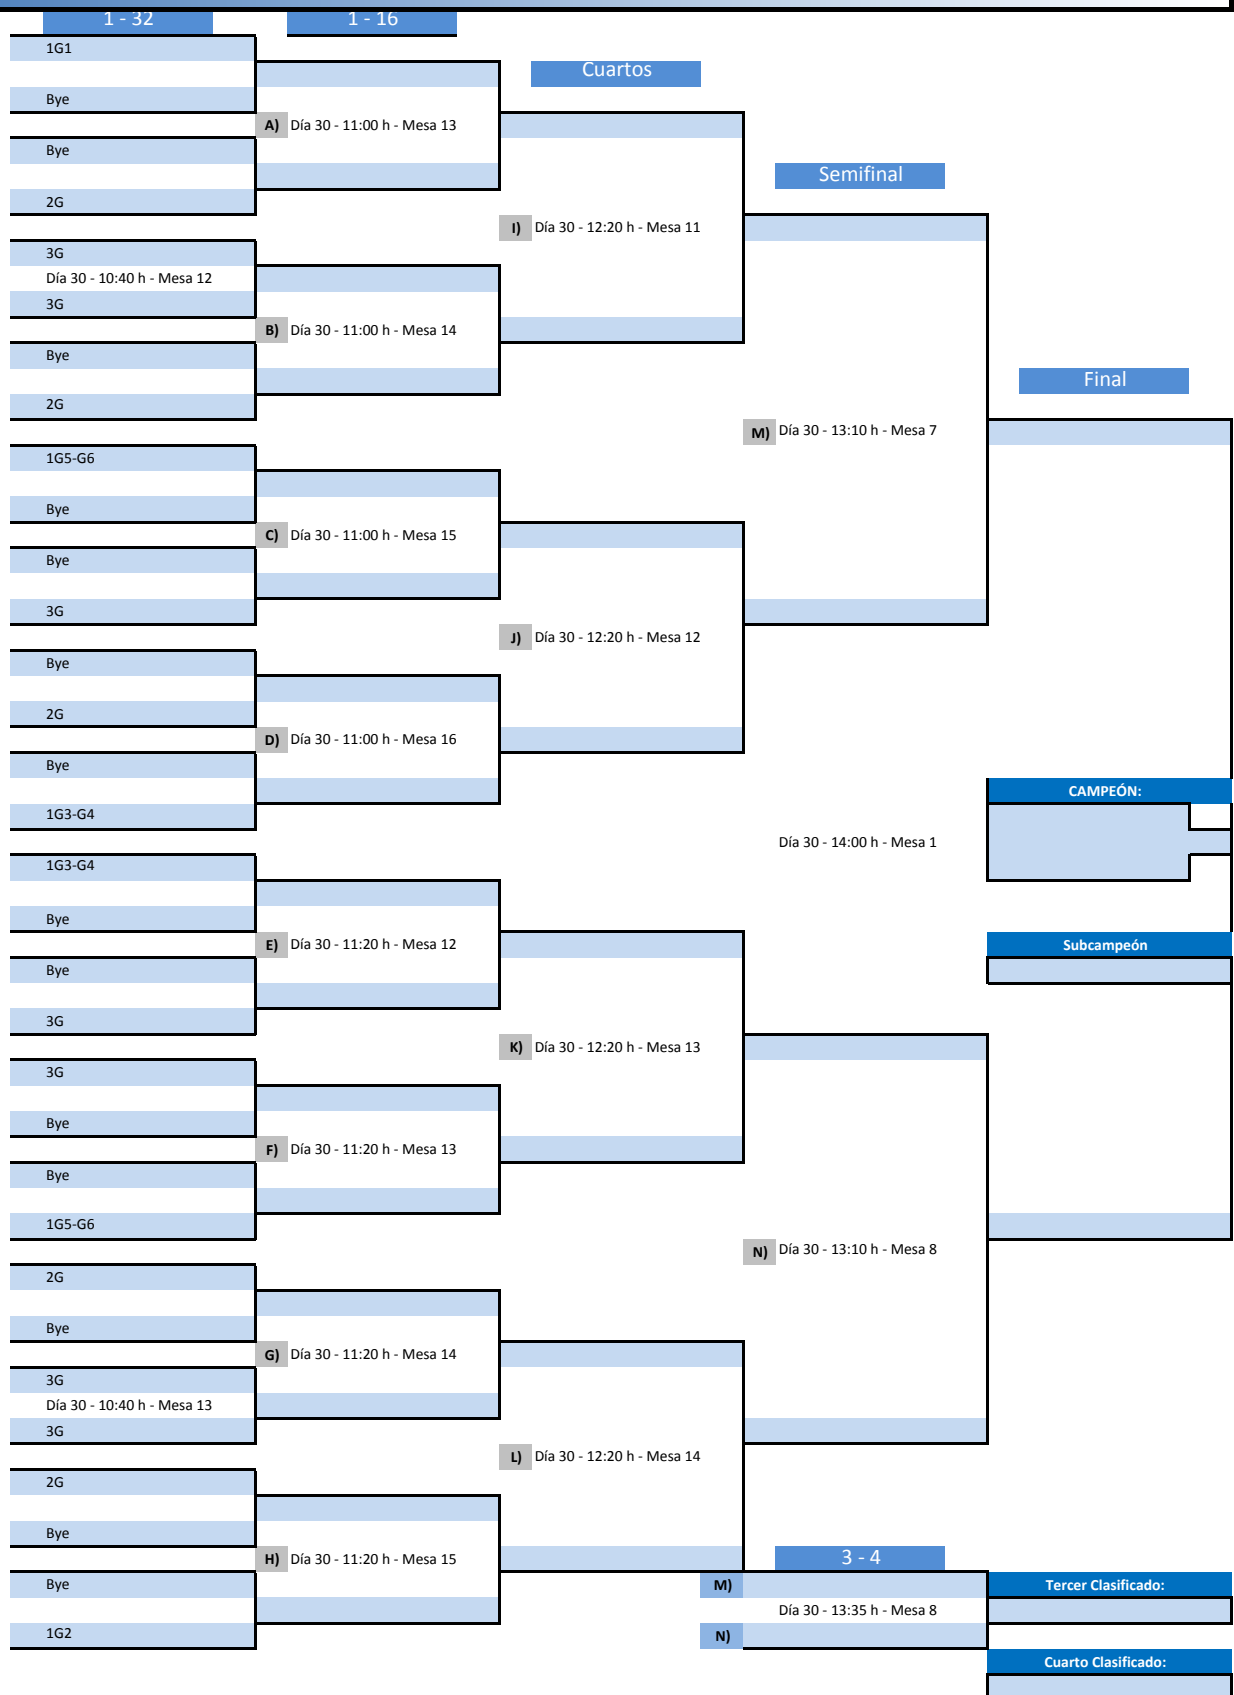 1 - 32
1 - 16
1G1
Cuartos
Bye
A) Día 30 - 11:00 h - Mesa 13
Bye
Semifinal
2G
I) Día 30 - 12:20 h - Mesa 11
3G
Día 30 - 10:40 h - Mesa 12
3G
B) Día 30 - 11:00 h - Mesa 14
Bye
Final
2G
M) Día 30 - 13:10 h - Mesa 7
1G5-G6
Bye
C) Día 30 - 11:00 h - Mesa 15
Bye
3G
J) Día 30 - 12:20 h - Mesa 12
Bye
2G
D) Día 30 - 11:00 h - Mesa 16
Bye
CAMPEÓN:
1G3-G4
Día 30 - 14:00 h - Mesa 1
1G3-G4
Bye
E) Día 30 - 11:20 h - Mesa 12
Subcampeón
Bye
3G
K) Día 30 - 12:20 h - Mesa 13
3G
Bye
F) Día 30 - 11:20 h - Mesa 13
Bye
1G5-G6
N) Día 30 - 13:10 h - Mesa 8
2G
Bye
G) Día 30 - 11:20 h - Mesa 14
3G
Día 30 - 10:40 h - Mesa 13
3G
L) Día 30 - 12:20 h - Mesa 14
2G
Bye
H) Día 30 - 11:20 h - Mesa 15
3 - 4
Bye
M)
Tercer Clasificado:
Día 30 - 13:35 h - Mesa 8
1G2
N)
Cuarto Clasificado: